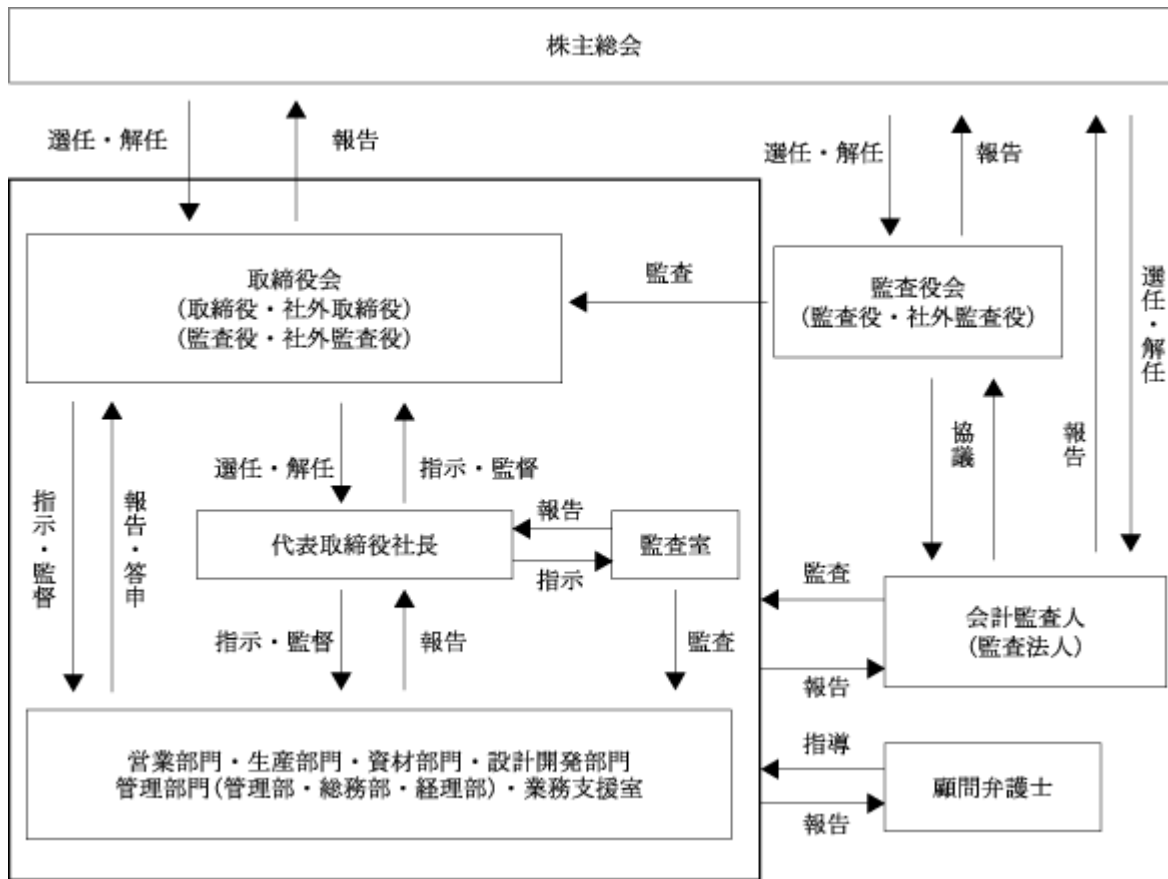 株主総会
選任・解任
報告
選任・解任
報告
取締役会
(取締役・社外取締役)
(監査役・社外監査役)
監査
監査役会
(監査役・社外監査役)
選任・解任
協議
報告
選任・解任
指示・監督
指示・監督
報告・答申
代表取締役社長
報告
指示
監査室
監査
会計監査人
(監査法人)
指示・監督
報告
監査
報告
営業部門・生産部門・資材部門・設計開発部門
管理部門(管理部・総務部・経理部)・業務支援室
指導
報告
顧問弁護士